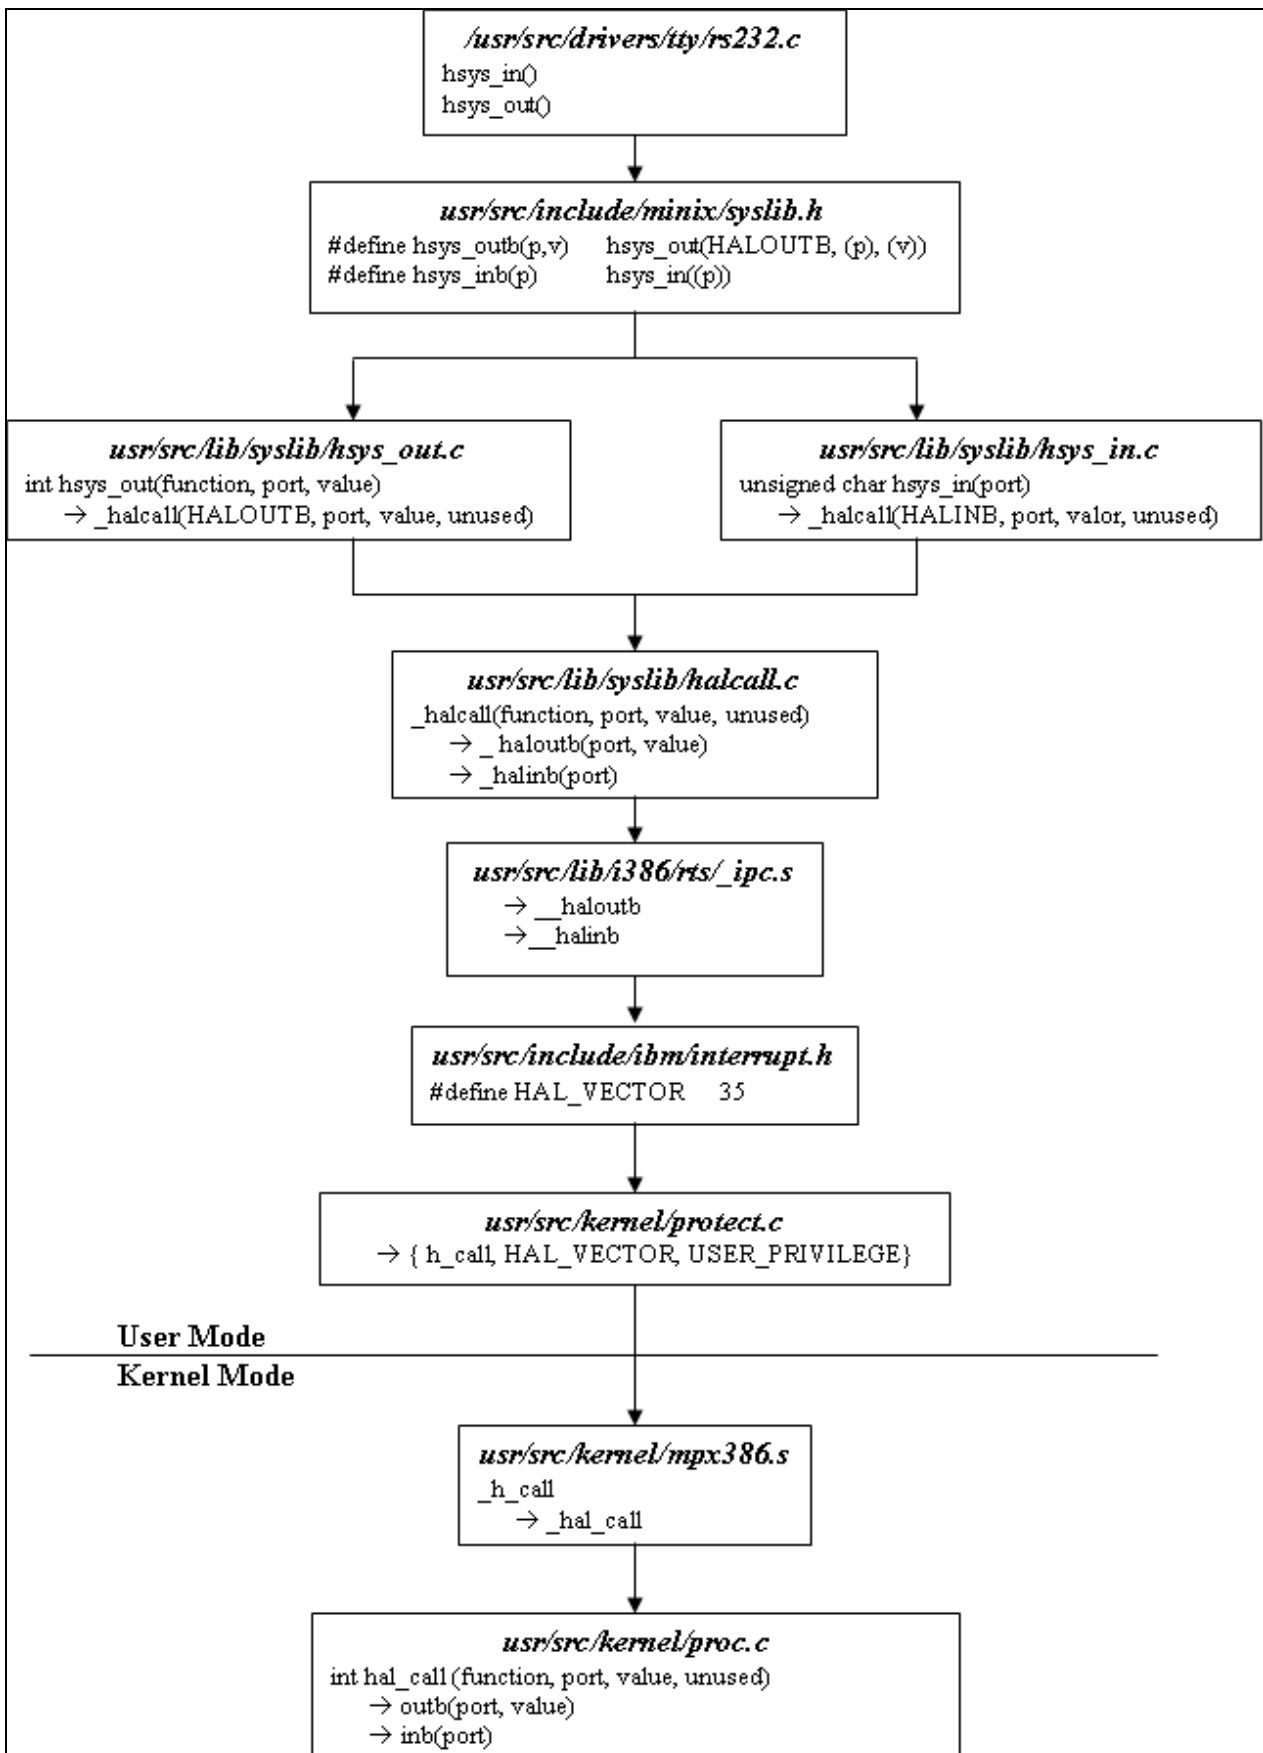 /usr/src/drivers/tty/rs232.c
hsys_in()
hsys_out()
usr/src/include/minix/syslib.h
#define hsys_outb(p,v) hsys_out(HALOUTB, (p), (v))
#define hsys_inb(p) hsys_in((p))
usr/src/lib/syslib/hsys_out.c
int hsys_out(function, port, value)
→ _halcall(HALOUTB, port, value, unused)
usr/src/lib/syslib/hsys_in.c
unsigned char hsys_in(port)
→ _halcall(HALINB, port, valor, unused)
usr/src/lib/syslib/halcall.c
_halcall(function, port, value, unused)
→ _ haloutb(port, value)
→ _halinb(port)
usr/src/lib/i386/rts/_ipc.s
→ __haloutb
→__halinb
usr/src/include/ibm/interrupt.h
#define HAL_VECTOR 35
usr/src/kernel/protect.c
→ { h_call, HAL_VECTOR, USER_PRIVILEGE}
User Mode
Kernel Mode
usr/src/kernel/mpx386.s
_h_call
→ _hal_call
usr/src/kernel/proc.c
int hal_call (function, port, value, unused)
→ outb(port, value)
→ inb(port)